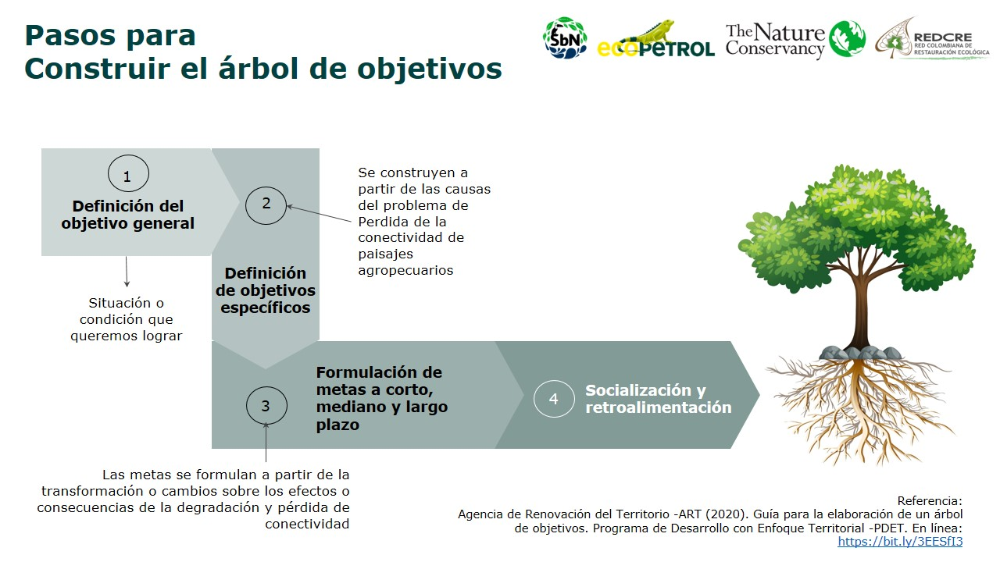 Pasos para
Construir el árbol de objetivos
SbN
ecopetrol
The Nature
Conservancy
REDCRE
RED COLOMBIANA DE
RESTAURACIÓN ECOLÓGICA
1
Definición del
objetivo general
Situación o
condición que
queremos lograr
2
Definición
de objetivos
específicos
Se construyen a
partir de las causas
del problema de
Perdida de la
conectividad de
paisajes
agropecuarios
3
Formulación de
metas a corto,
mediano y largo
plazo
4
Socialización y
retroalimentación
Las metas se formulan a partir de la
transformación o cambios sobre los efectos o
consecuencias de la degradación y pérdida de
conectividad
Referencia:
Agencia de Renovación del Territorio -ART (2020). Guía para la elaboración de un árbol
de objetivos. Programa de Desarrollo con Enfoque Territorial -PDET. En línea:
https://bit.ly/3EESfI3